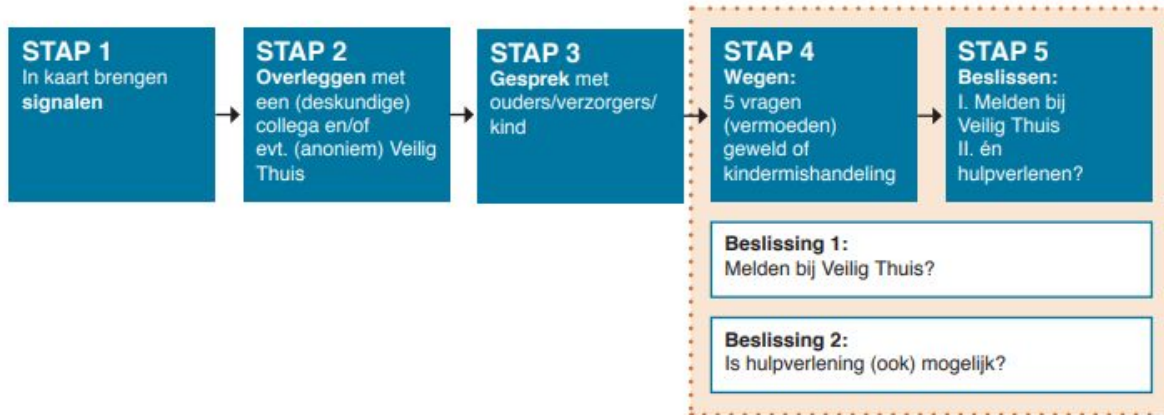 STAP 1
In kaart brengen
signalen
STAP 2
Overleggen met
een (deskundige)
collega en/of
evt. (anoniem) Veilig
Thuis
STAP 3
Gesprek met
ouders/verzorgers/
kind
STAP 4
Wegen:
5 vragen
(vermoeden)
geweld of
kindermishandeling
STAP 5
Beslissen:
I. Melden bij
Veilig Thuis
II. én
hulpverlenen?
Beslissing 1:
Melden bij Veilig Thuis?
Beslissing 2:
Is hulpverlening (ook) mogelijk?